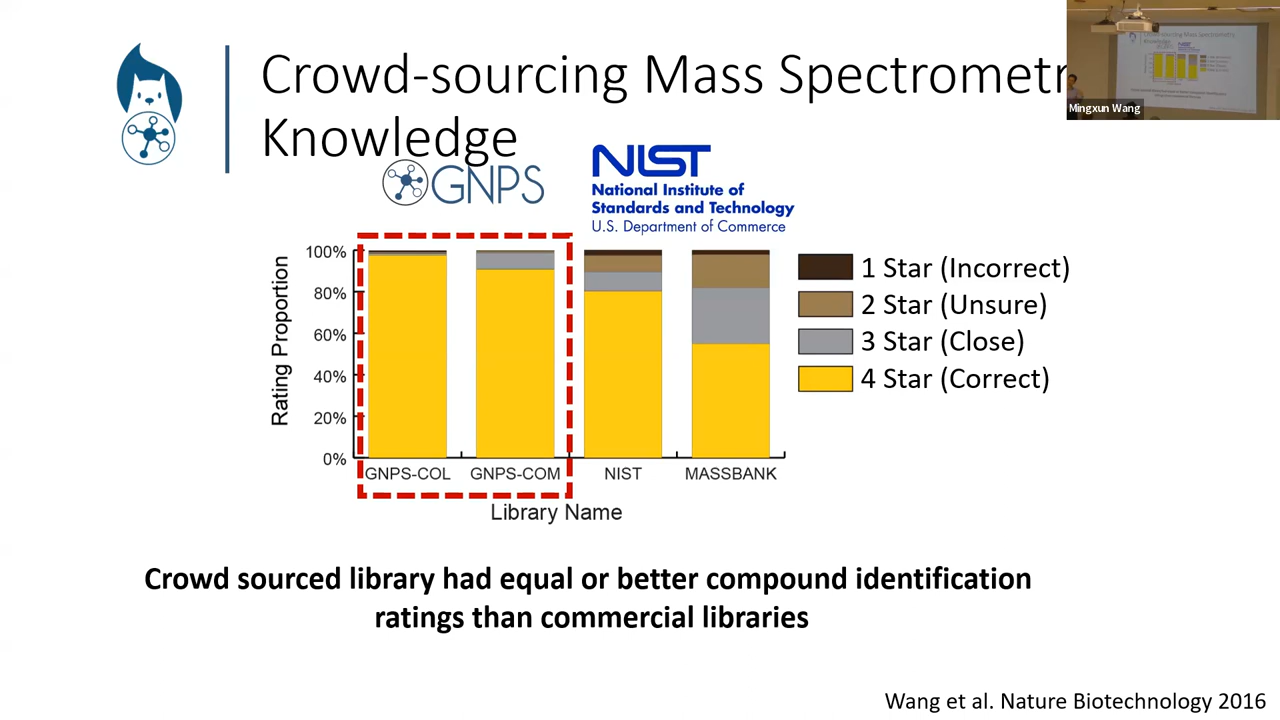 Crowd-sourcing Mass Spectrometr
Knowledge
Mingxun Wang
GNPS
NIST
National Institute of
Standards and Technology
U.S. Department of Commerce
100%
80%
60%
40%
20%
0%
Rating Proportion
GNPS-COL GNPS-COM NIST MASSBANK
Library Name
1 Star (Incorrect)
2 Star (Unsure)
3 Star (Close)
4 Star (Correct)
Crowd sourced library had equal or better compound identification
ratings than commercial libraries
Wang et al. Nature Biotechnology 2016